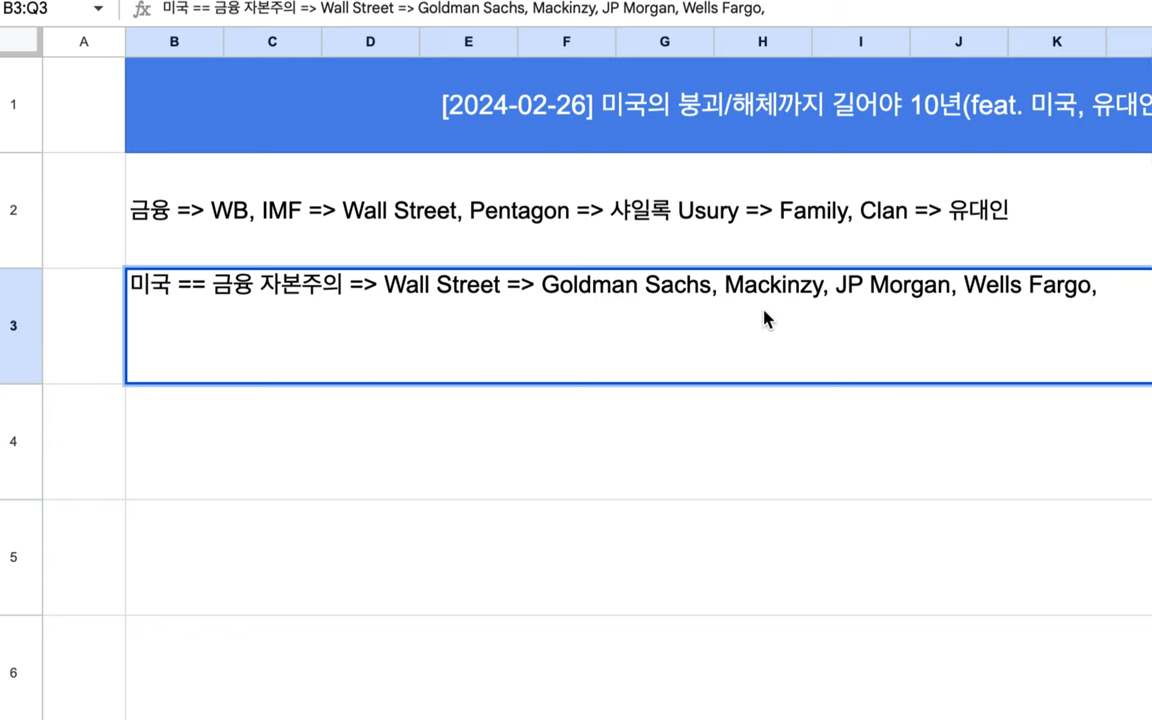 B3:Q3
fx 미국 == 금융 자본주의 => Wall Street => Goldman Sachs, Mackinzy, JP Morgan, Wells Fargo,
A B C D E F G H I J K
1
[2024-02-26] 미국의 붕괴/해체까지 길어야 10년(feat. 미국, 유대인
2
금융 => WB, IMF => Wall Street, Pentagon => 샤일록 Usury => Family, Clan => 유대인
3
미국 == 금융 자본주의 => Wall Street => Goldman Sachs, Mackinzy, JP Morgan, Wells Fargo,
4
5
6